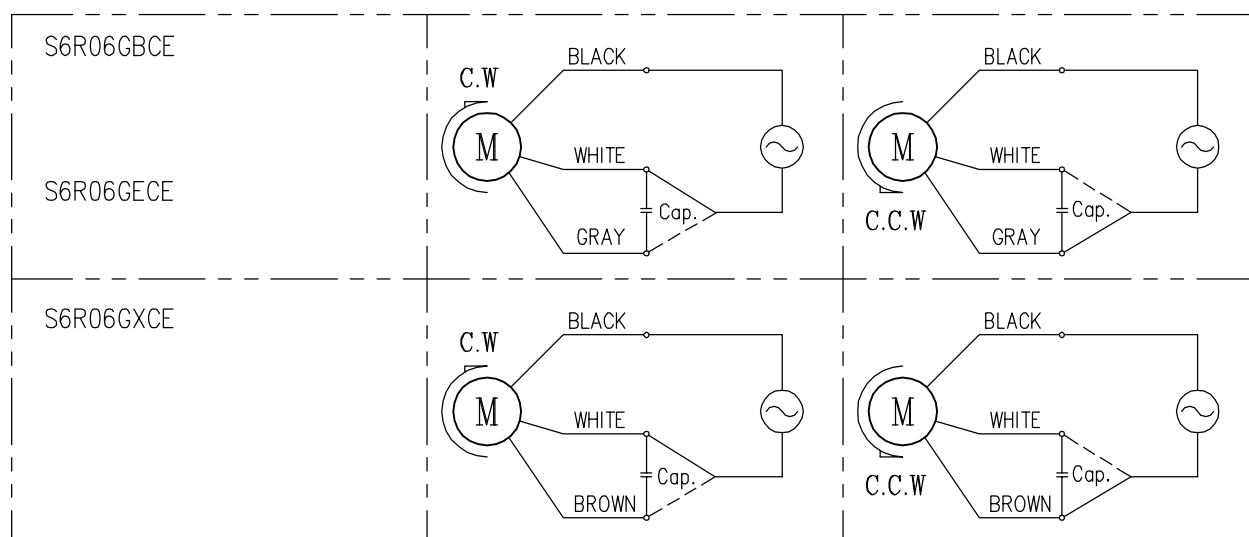 S6R06GBCE
S6R06GECE
C.W
M
BLACK
WHITE
Cap.
GRAY
C.C.W
M
BLACK
WHITE
Cap.
GRAY
S6R06GXCE
C.W
M
BLACK
WHITE
Cap.
BROWN
C.C.W
M
BLACK
WHITE
Cap.
BROWN